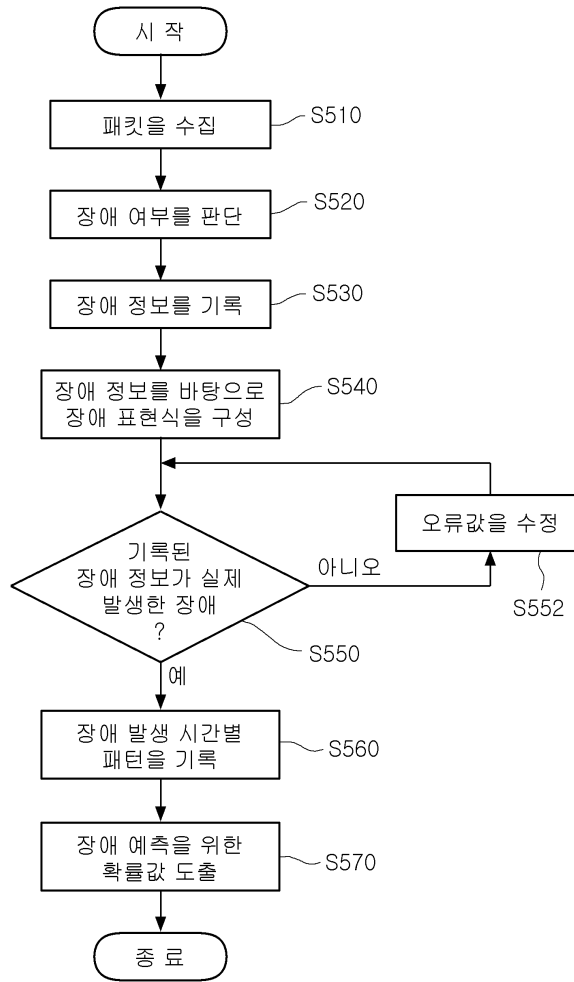 시 작
패킷을 수집
S510
장애 여부를 판단
S520
장애 정보를 기록
S530
장애 정보를 바탕으로
장애 표현식을 구성
S540
오류값을 수정
S552
기록된
장애 정보가 실제
발생한 장애
?
아니오
S550
예
장애 발생 시간별
패턴을 기록
S560
장애 예측을 위한
확률값 도출
S570
종 료